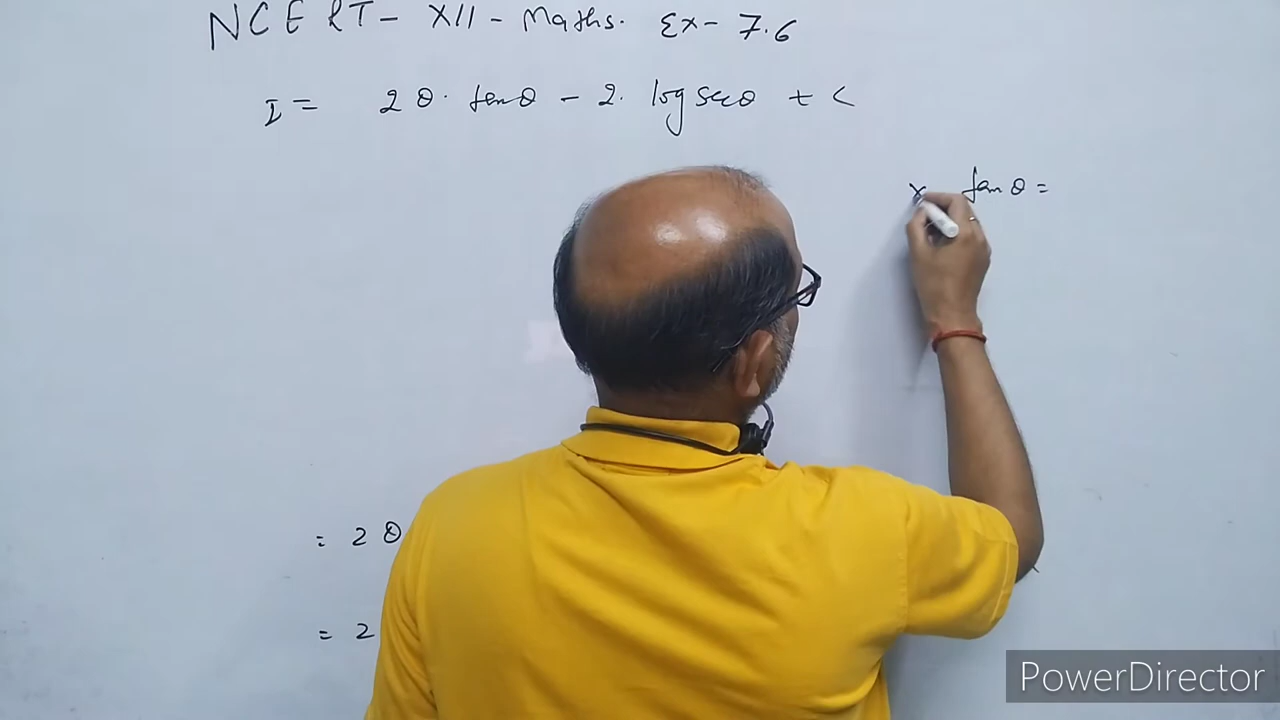 NCERT- XII - Maths. Ex- 7.6
I = 2θ. tanθ - 2. log secθ + C
x tanθ =
= 2θ
= 2
PowerDirector